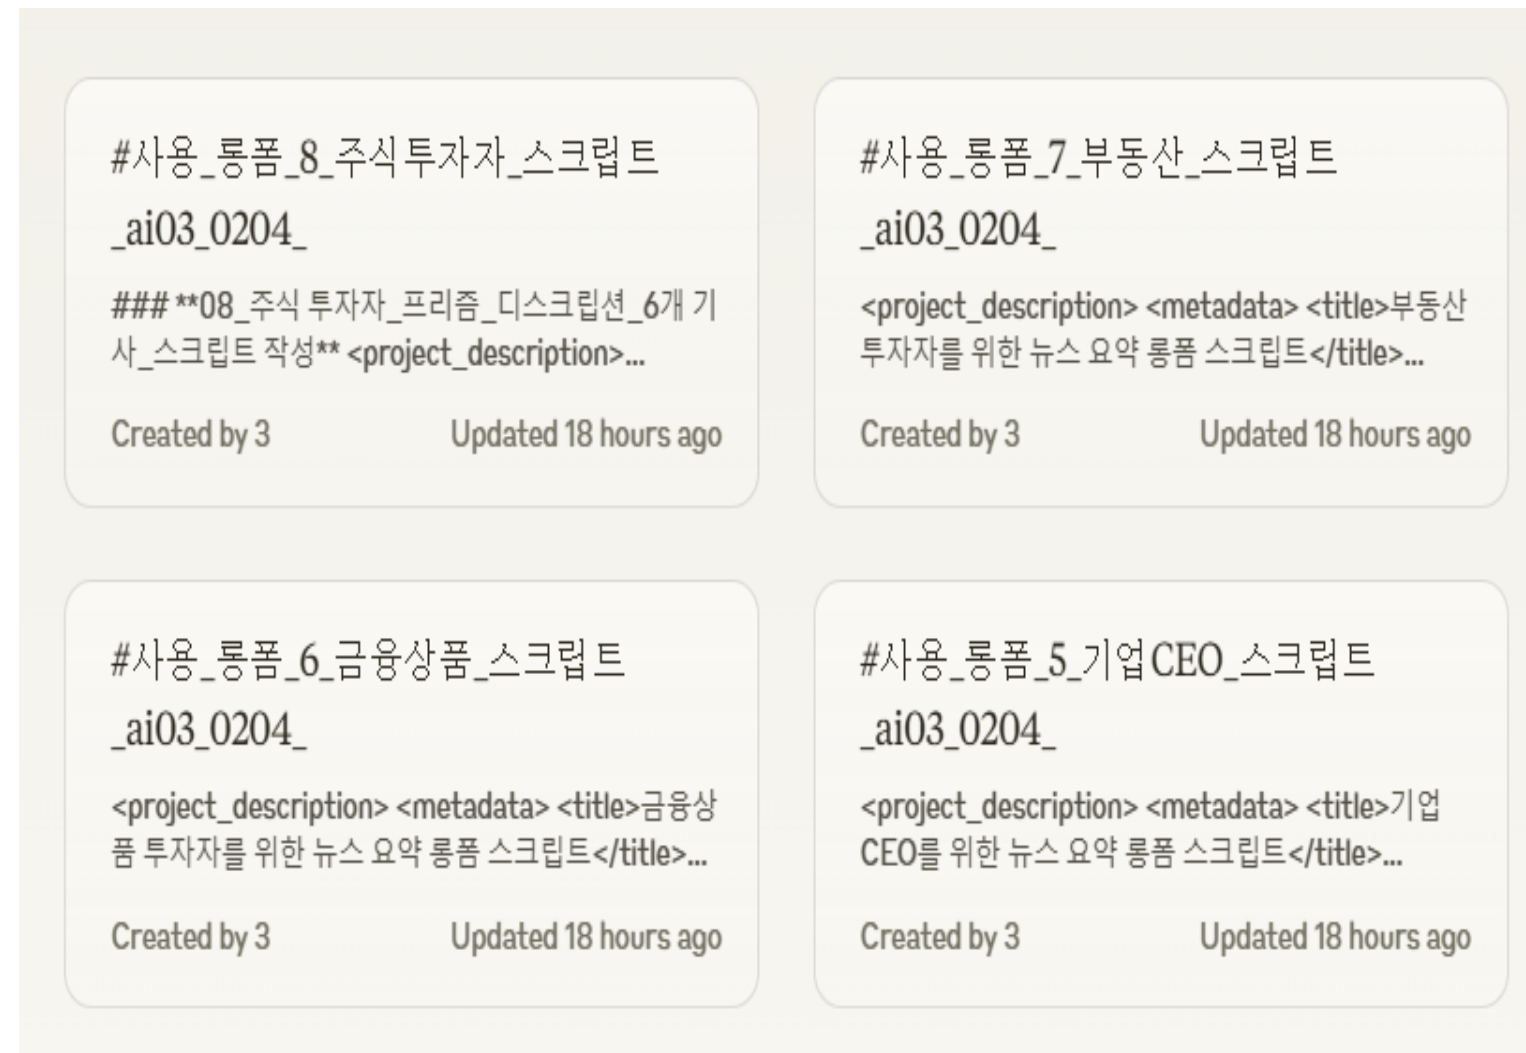 #사용_롱폼_8_주식투자자_스크립트
_ai03_0204_
### **08_주식 투자자_프리즘_디스크립션_6개 기
사_스크립트 작성** <project_description>...
Created by 3 Updated 18 hours ago
#사용_롱폼_7_부동산_스크립트
_ai03_0204_
<project_description> <metadata> <title>부동산
투자자를 위한 뉴스 요약 롱폼 스크립트</title>...
Created by 3 Updated 18 hours ago
#사용_롱폼_6_금융상품_스크립트
_ai03_0204_
<project_description> <metadata> <title>금융상
품 투자자를 위한 뉴스 요약 롱폼 스크립트</title>...
Created by 3 Updated 18 hours ago
#사용_롱폼_5_기업CEO_스크립트
_ai03_0204_
<project_description> <metadata> <title>기업
CEO를 위한 뉴스 요약 롱폼 스크립트</title>...
Created by 3 Updated 18 hours ago